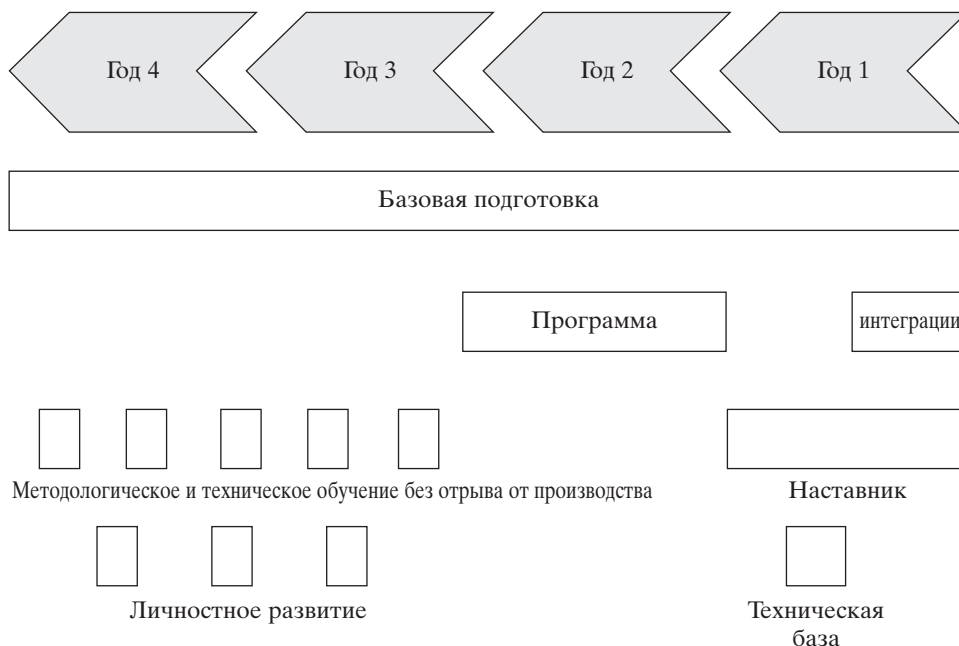 Год 4 Год 3 Год 2 Год 1
Базовая подготовка
Программа интеграции
Методологическое и техническое обучение без отрыва от производства Наставник
Личностное развитие Техническая
база